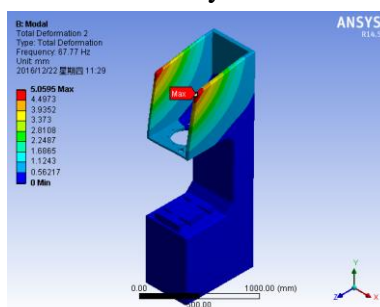 B: Modal
Total Deformation 2
Type: Total Deformation
Frequency: 67.77 Hz
Unit: mm
2016/12/22 星期四 11:29
5.0595 Max
4.4973
3.9352
3.373
2.8108
2.2487
1.6865
1.1243
0.56217
0 Min
ANSYS
R14.5
Max
0.00
1000.00 (mm)
500.00
Y
Z
X